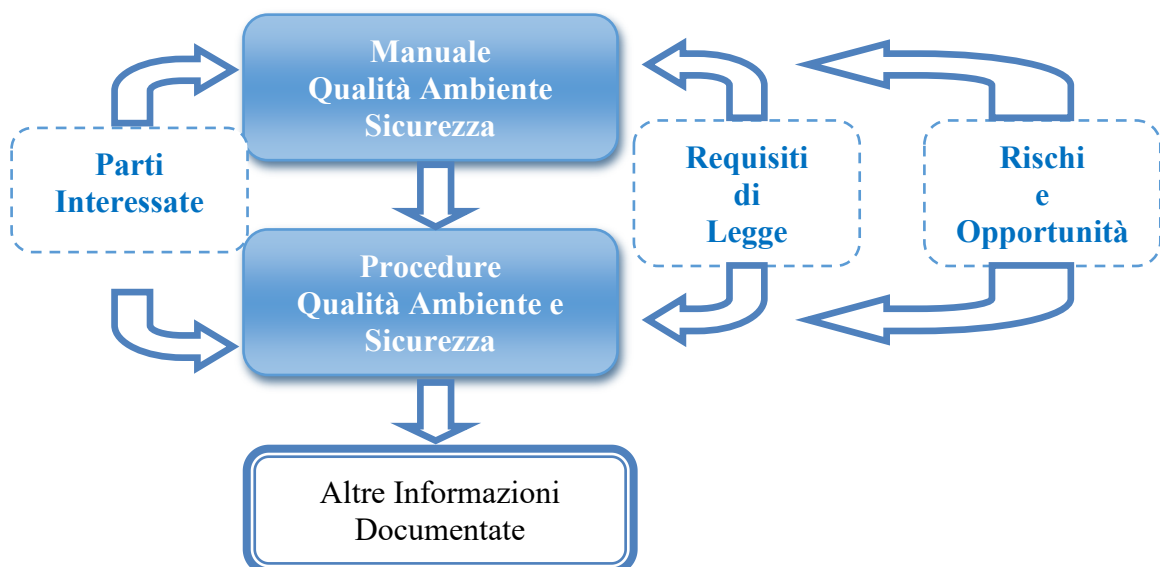 Manuale
Qualità Ambiente
Sicurezza
Parti
Interessate
Requisiti
di
Legge
Rischi
e
Opportunità
Procedure
Qualità Ambiente e
Sicurezza
Altre Informazioni
Documentate